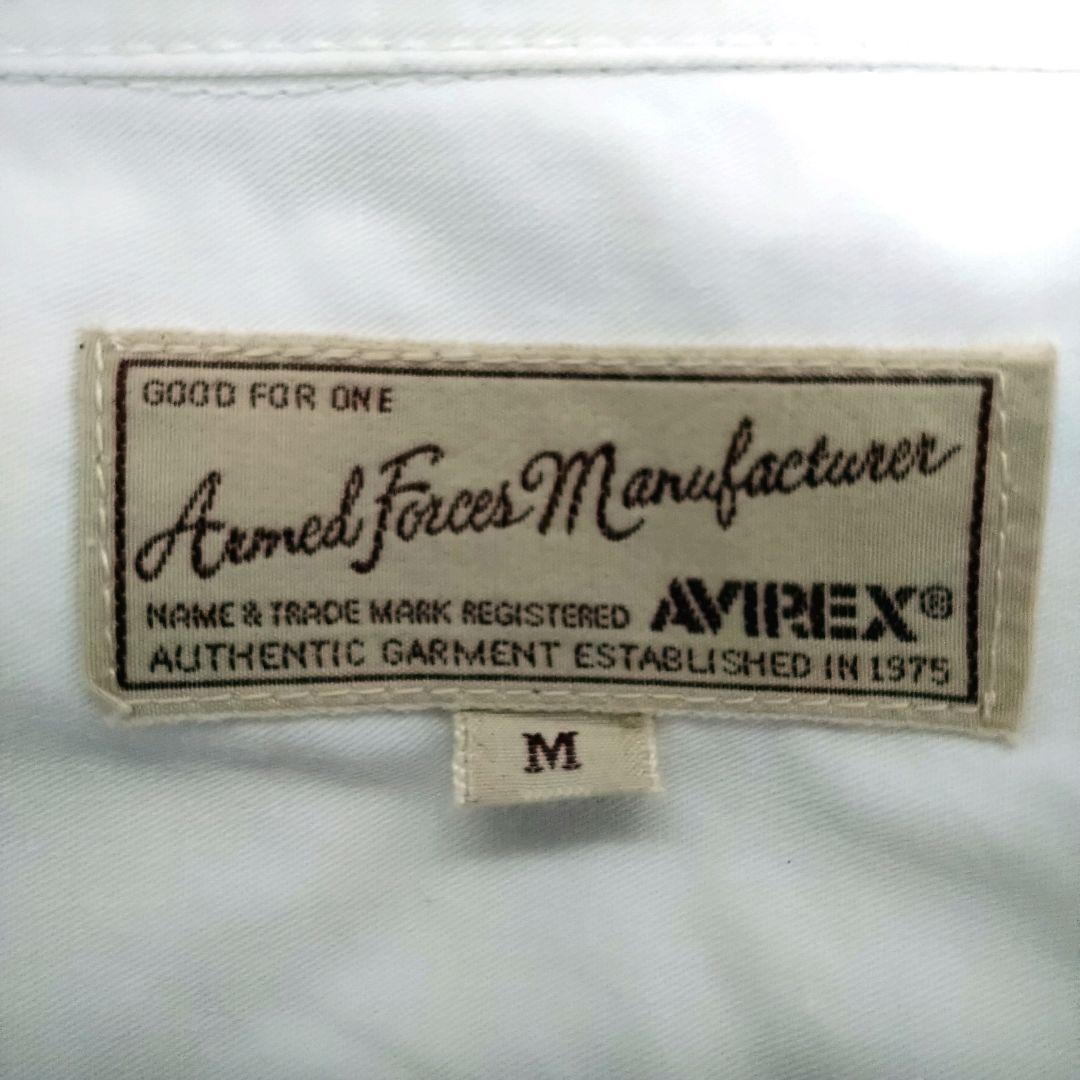 GOOD FOR ONE
Armed Forces Manufacturer
NAME & TRADE MARK REGISTERED AVIREX®
AUTHENTIC GARMENT ESTABLISHED IN 1975
M